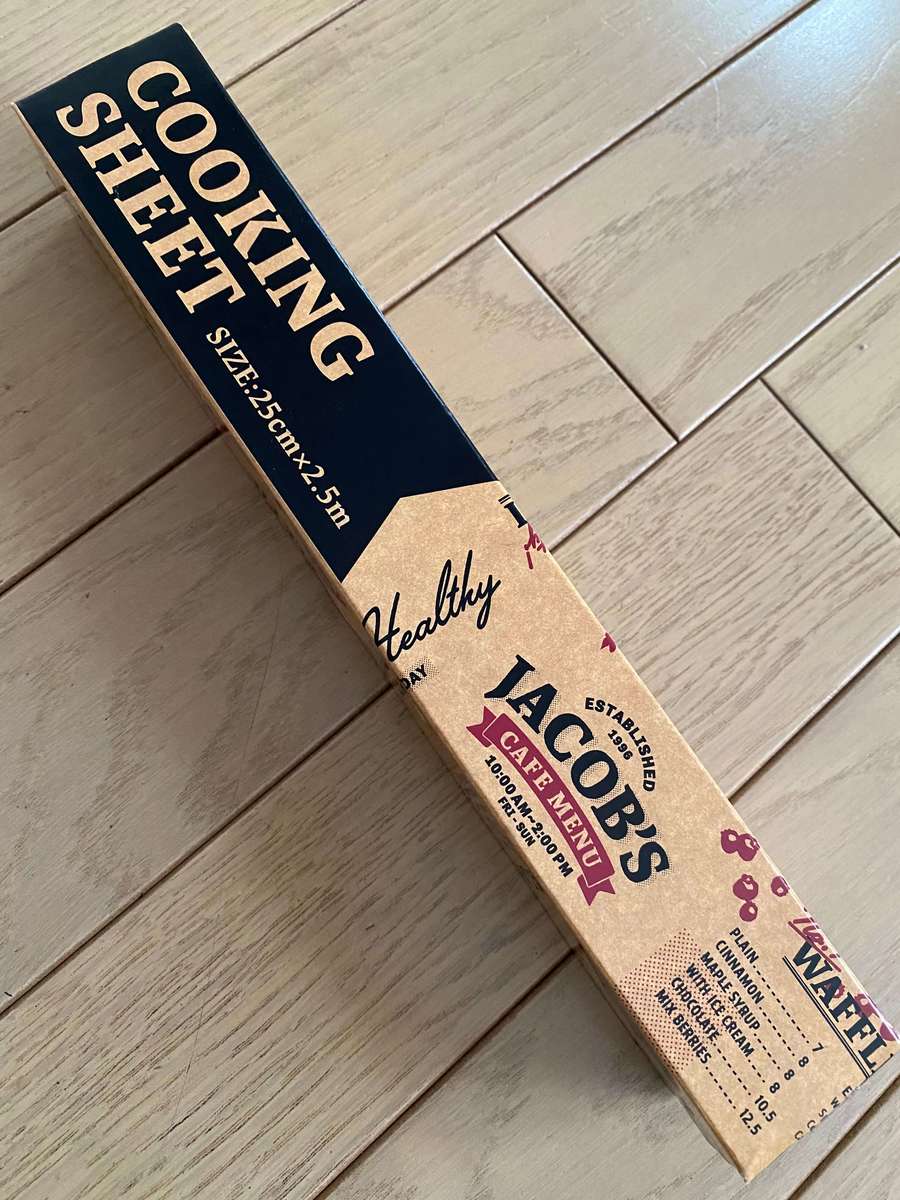 COOKING
SHEET
SIZE:25cm×2.5m
Healthy
DAY
ESTABLISHED
1996
JACOB'S
CAFE MENU
10:00 AM~2:00 PM
FRI - SUN
WAFFL
PLAIN 7
CINNAMON 8
MAPLE SYRUP 8
WITH ICE CREAM 8
CHOCOLATE 10.5
MIX BERRIES 12.5